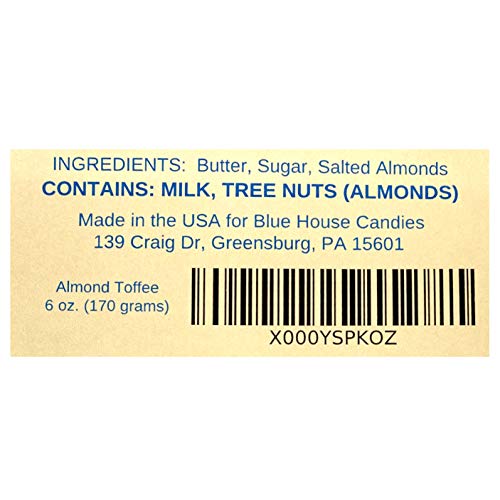 INGREDIENTS: Butter, Sugar, Salted Almonds
CONTAINS: MILK, TREE NUTS (ALMONDS)
Made in the USA for Blue House Candies
139 Craig Dr, Greensburg, PA 15601
Almond Toffee
6 oz. (170 grams)
X000YSPKOZ